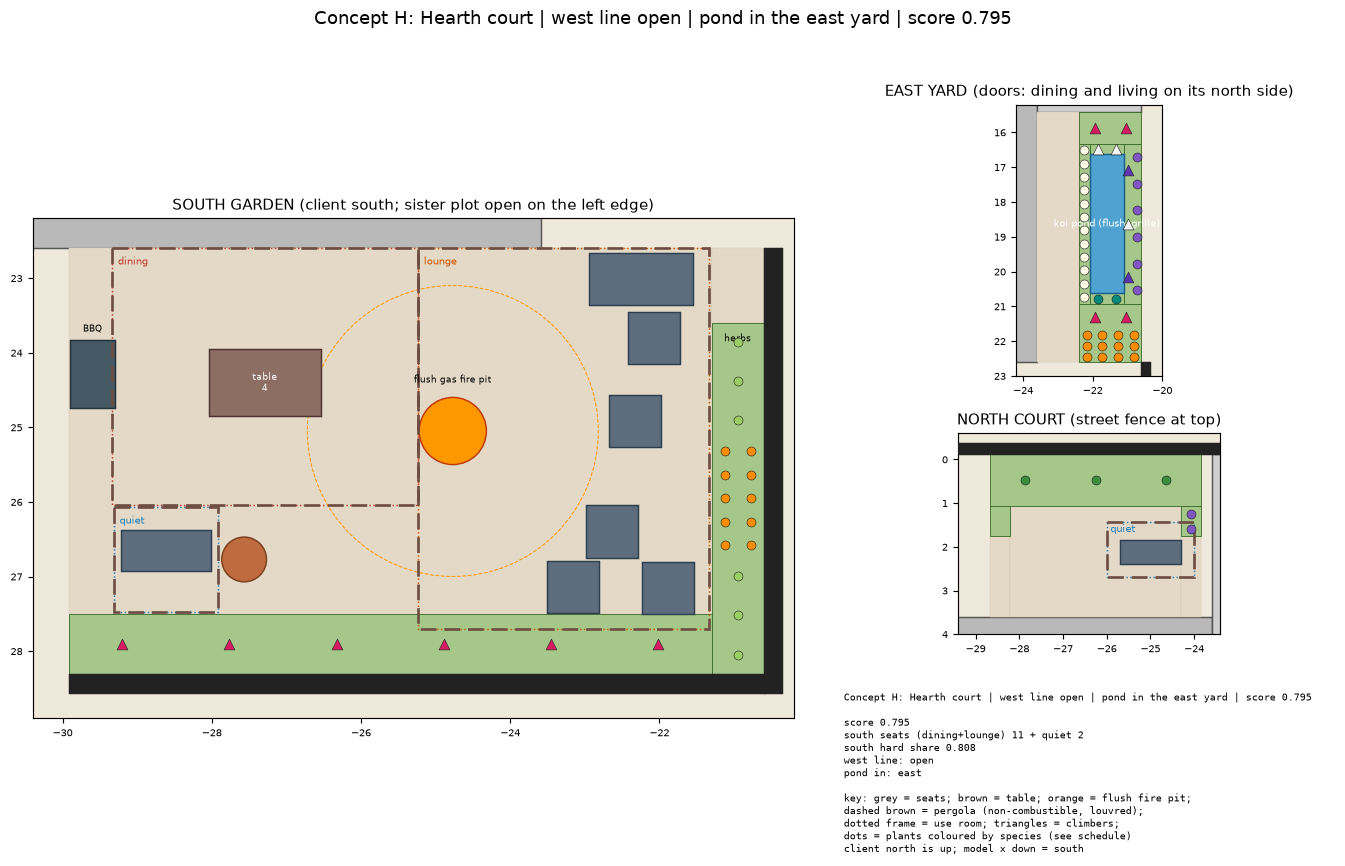 Concept H: Hearth court | west line open | pond in the east yard | score 0.795
EAST YARD (doors: dining and living on its north side)
16
17
18
19
20
21
22
23
koi pond (flush grille)
−24
−22
−20
SOUTH GARDEN (client south; sister plot open on the left edge)
dining
lounge
BBQ
table
4
flush gas fire pit
herbs
quiet
23
24
25
26
27
28
−30
−28
−26
−24
−22
NORTH COURT (street fence at top)
quiet
0
1
2
3
4
−29
−28
−27
−26
−25
−24
Concept H: Hearth court | west line open | pond in the east yard | score 0.795
score 0.795
south seats (dining+lounge) 11 + quiet 2
south hard share 0.808
west line: open
pond in: east
key: grey = seats; brown = table; orange = flush fire pit;
dashed brown = pergola (non-combustible, louvred);
dotted frame = use room; triangles = climbers;
dots = plants coloured by species (see schedule)
client north is up; model x down = south